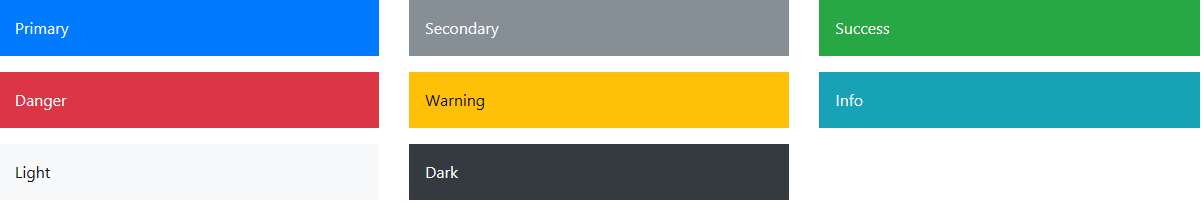 Primary
Secondary
Success
Danger
Warning
Info
Light
Dark